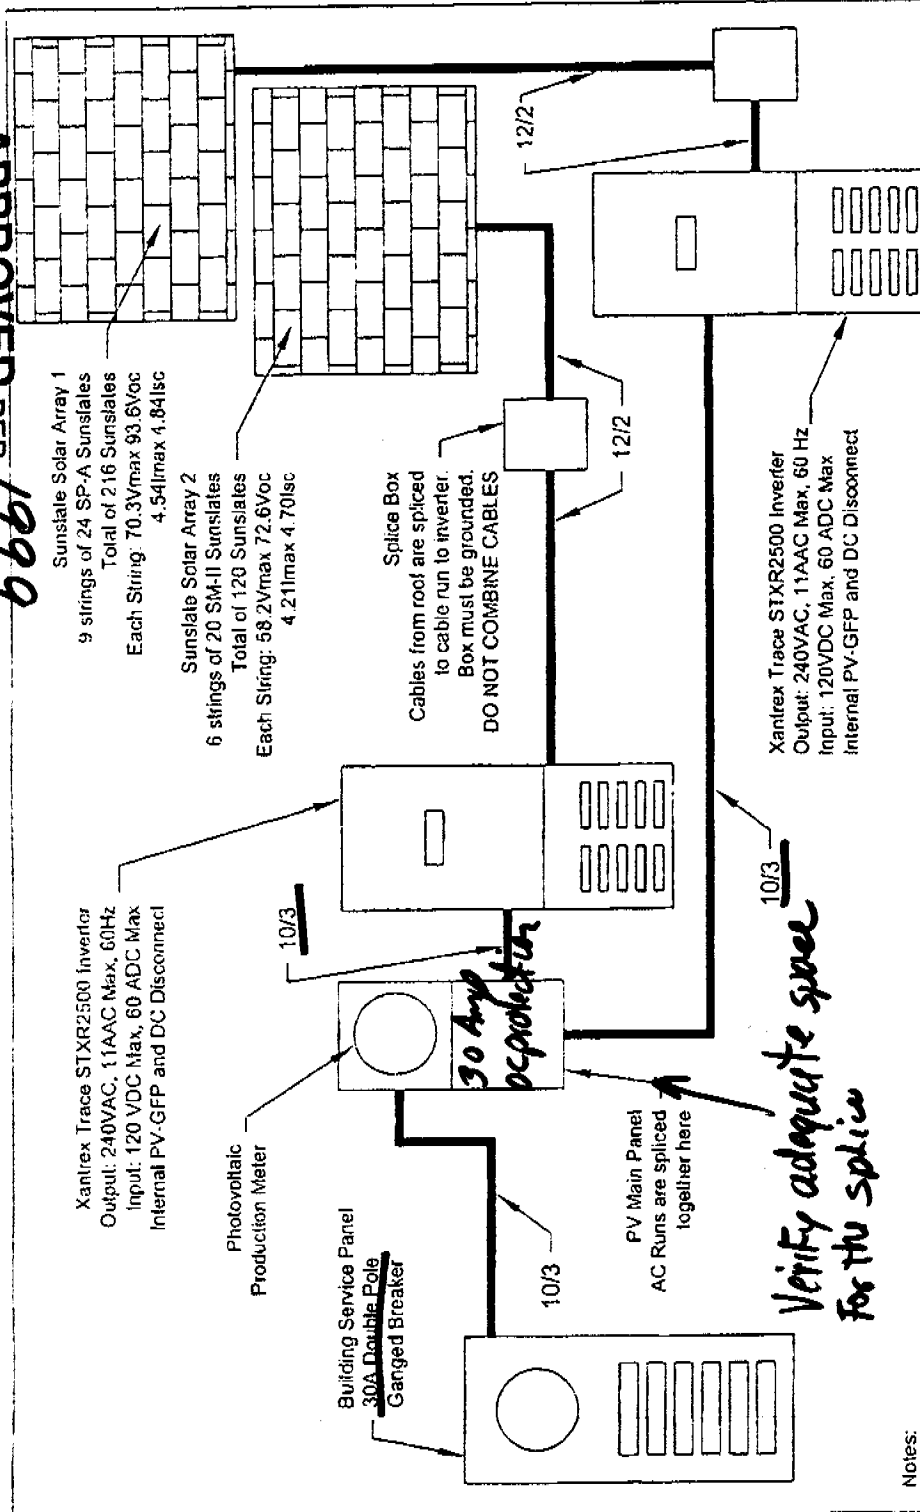 APPROVED PER 1999
Sunslate Solar Array 1
9 strings of 24 SP-A Sunslates
Total of 216 Sunslates
Each String: 70.3Vmax 93.6Voc
4.54Imax 4.84Isc
Sunslate Solar Array 2
6 strings of 20 SM-II Sunslates
Total of 120 Sunslates
Each String: 58.2Vmax 72.6Voc
4.21Imax 4.70Isc
12/2
Splice Box
Cables from roof are spliced
to cable run to inverter.
Box must be grounded.
DO NOT COMBINE CABLES
12/2
Xantrex Trace STXR2500 Inverter
Output: 240VAC, 11AAC Max, 60Hz
Input: 120 VDC Max, 60 ADC Max
Internal PV-GFP and DC Disconnect
10/3
Xantrex Trace STXR2500 Inverter
Output: 240VAC, 11AAC Max, 60 Hz
Input: 120VDC Max, 60 ADC Max
Internal PV-GFP and DC Disconnect
10/3
Photovoltaic
Production Meter
30 Amp
ocprotection
Building Service Panel
30A Double Pole
Ganged Breaker
10/3
PV Main Panel
AC Runs are spliced
together here
Verify adequate space
For the splice
Notes: